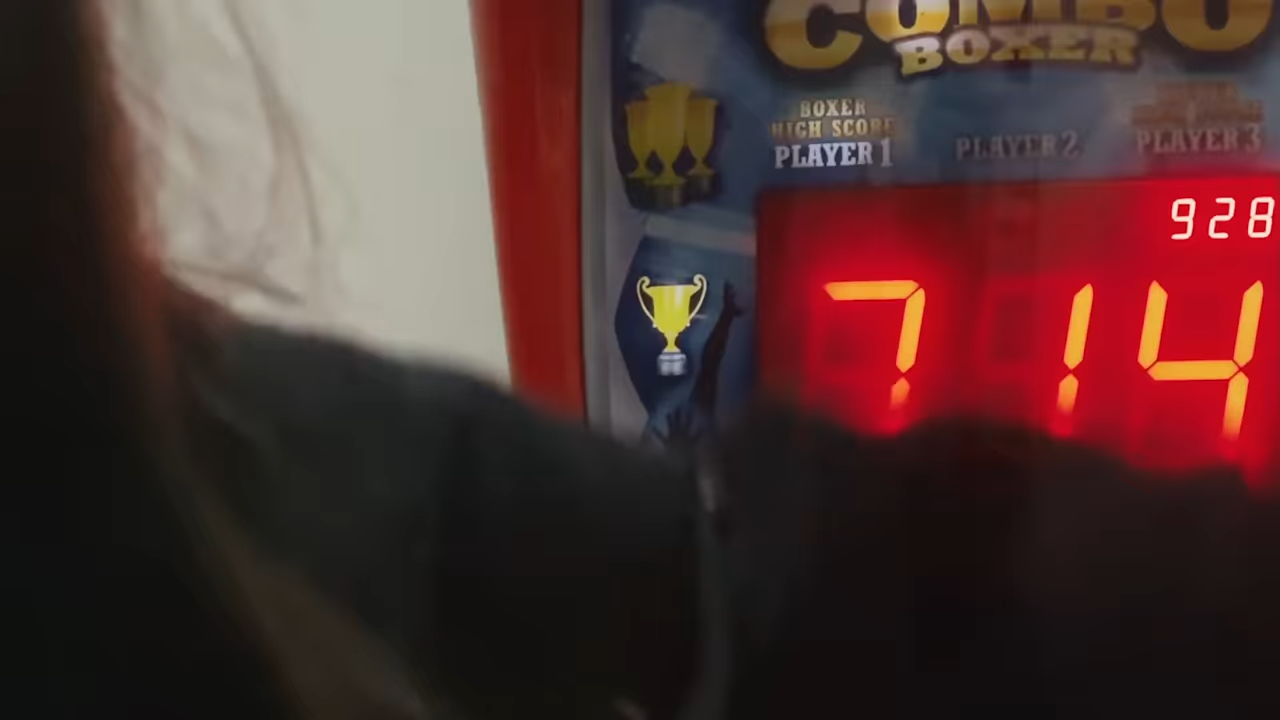 COMBO
BOXER
BOXER
HIGH SCORE
PLAYER 1
PLAYER 2
PLAYER 3
928
714